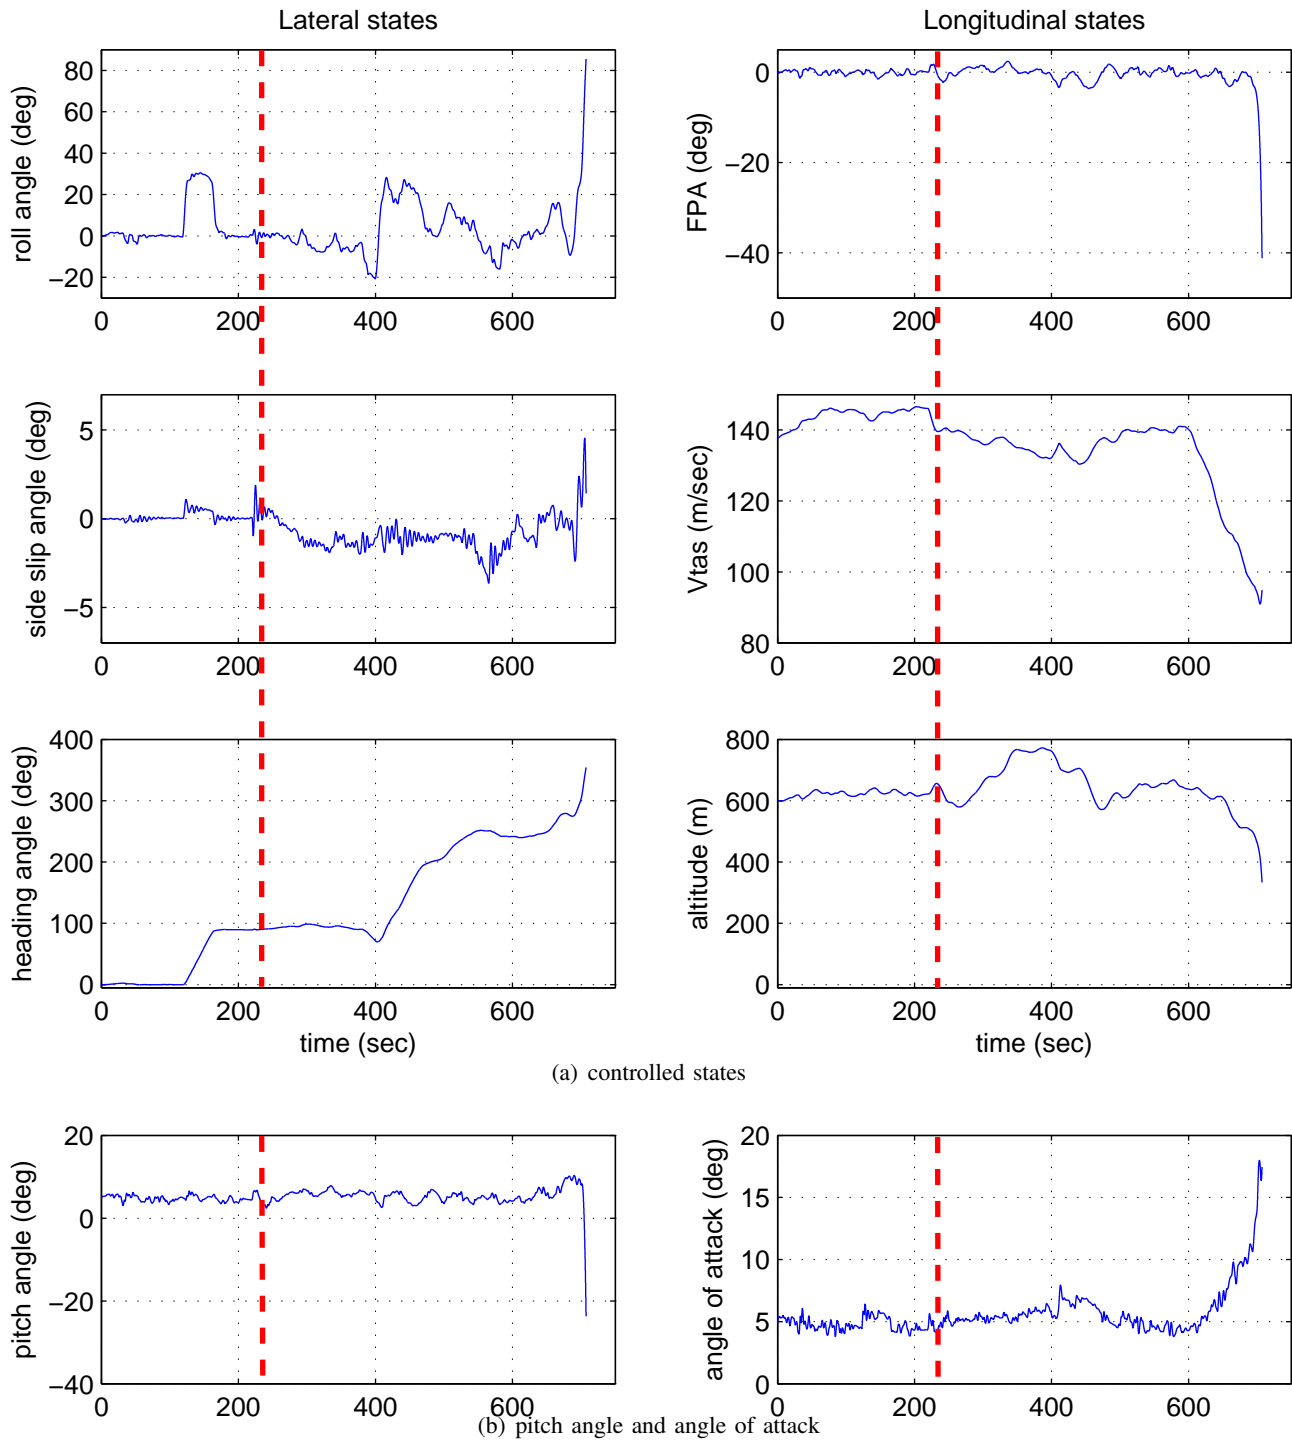 Lateral states
Longitudinal states
roll angle (deg)
80
60
40
20
0
−20
0 200 400 600
FPA (deg)
0
−20
−40
0 200 400 600
side slip angle (deg)
5
0
−5
0 200 400 600
Vtas (m/sec)
140
120
100
80
0 200 400 600
heading angle (deg)
400
300
200
100
0
0 200 400 600
time (sec)
altitude (m)
800
600
400
200
0
0 200 400 600
time (sec)
(a) controlled states
pitch angle (deg)
20
0
−20
−40
0 200 400 600
angle of attack (deg)
20
15
10
5
0
0 200 400 600
(b) pitch angle and angle of attack